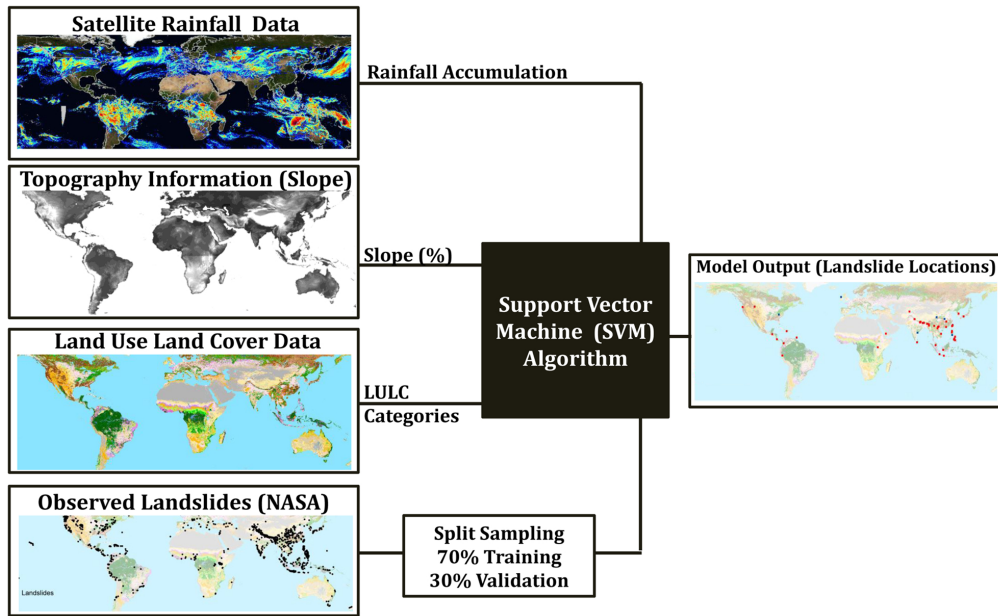 Satellite Rainfall Data
Rainfall Accumulation
Topography Information (Slope)
Slope (%)
Land Use Land Cover Data
LULC
Categories
Observed Landslides (NASA)
Landslides
Split Sampling
70% Training
30% Validation
Support Vector
Machine (SVM)
Algorithm
Model Output (Landslide Locations)